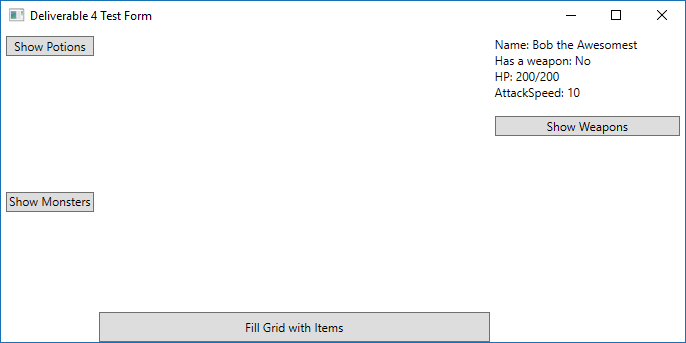 Deliverable 4 Test Form
Show Potions
Name: Bob the Awesomest
Has a weapon: No
HP: 200/200
AttackSpeed: 10
Show Weapons
Show Monsters
Fill Grid with Items